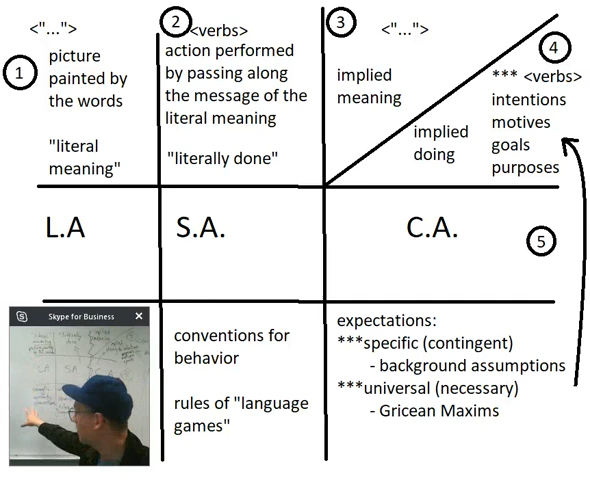 <"...">
1
picture
painted by
the words
"literal
meaning"
2
<verbs>
action performed
by passing along
the message of the
literal meaning
"literally done"
3
<"...">
implied
meaning
implied
doing
4
*** <verbs>
intentions
motives
goals
purposes
L.A
S.A.
C.A.
5
Skype for Business
conventions for
behavior
rules of "language
games"
expectations:
***specific (contingent)
- background assumptions
***universal (necessary)
- Gricean Maxims